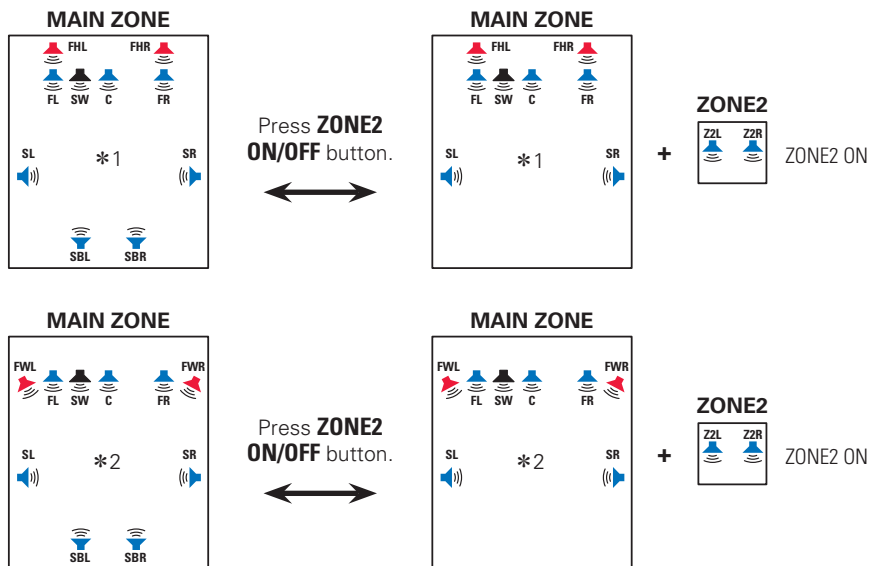 MAIN ZONE
MAIN ZONE
FHL FHR
FHL FHR
FL SW C FR
FL SW C FR
ZONE2
Z2L Z2R
Press ZONE2
ON/OFF button.
SL *1 SR
SL *1 SR
+
ZONE2 ON
SBL SBR
MAIN ZONE
MAIN ZONE
FWL FWR
FWL FWR
FL SW C FR
FL SW C FR
ZONE2
Z2L Z2R
Press ZONE2
ON/OFF button.
SL *2 SR
SL *2 SR
+
ZONE2 ON
SBL SBR